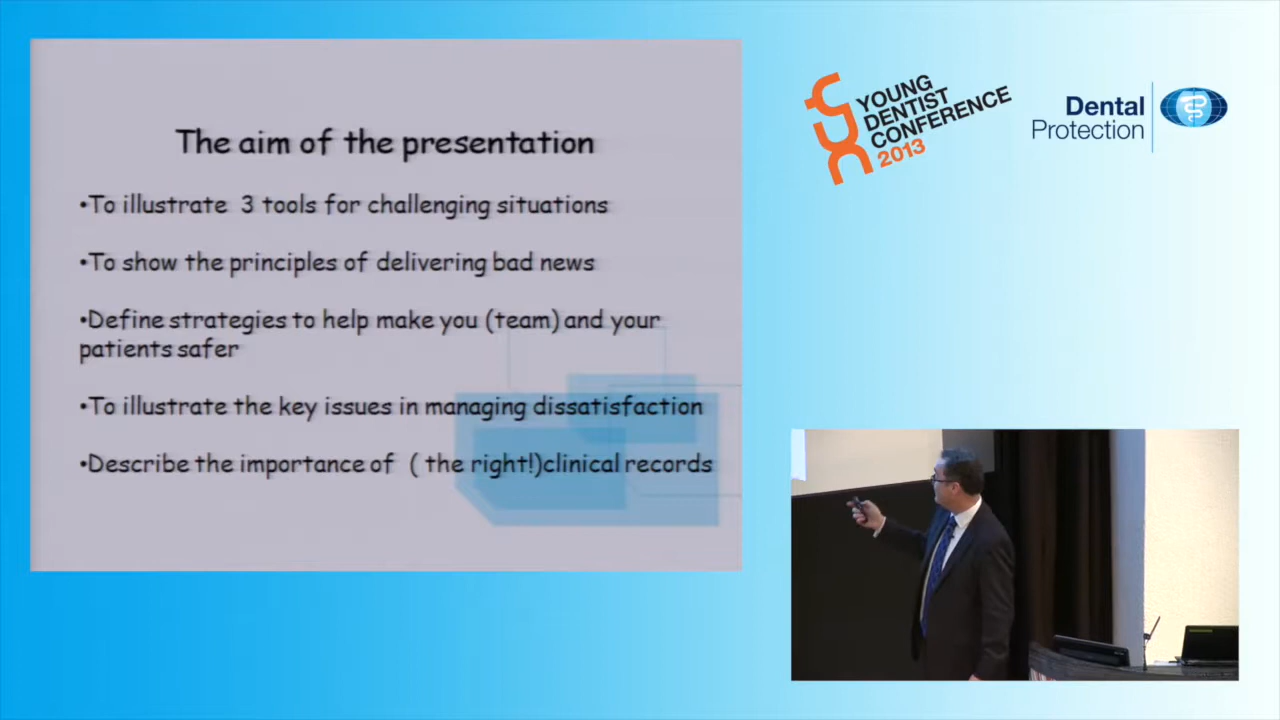 The aim of the presentation
•To illustrate 3 tools for challenging situations
•To show the principles of delivering bad news
•Define strategies to help make you (team) and your
patients safer
•To illustrate the key issues in managing dissatisfaction
•Describe the importance of ( the right!)clinical records
YOUNG
DENTIST
CONFERENCE
2013
Dental
Protection